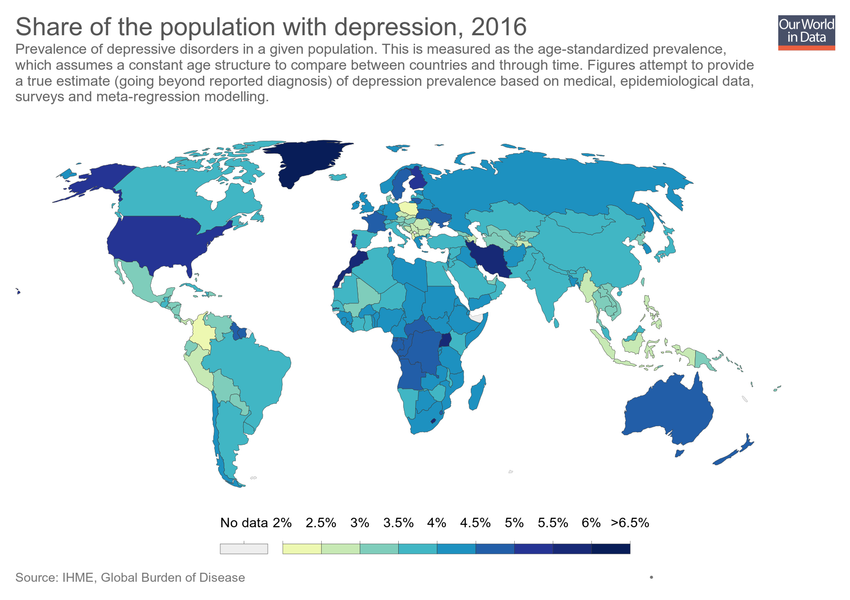 Share of the population with depression, 2016
Our World
in Data
Prevalence of depressive disorders in a given population. This is measured as the age-standardized prevalence,
which assumes a constant age structure to compare between countries and through time. Figures attempt to provide
a true estimate (going beyond reported diagnosis) of depression prevalence based on medical, epidemiological data,
surveys and meta-regression modelling.
No data 2% 2.5% 3% 3.5% 4% 4.5% 5% 5.5% 6% >6.5%
Source: IHME, Global Burden of Disease